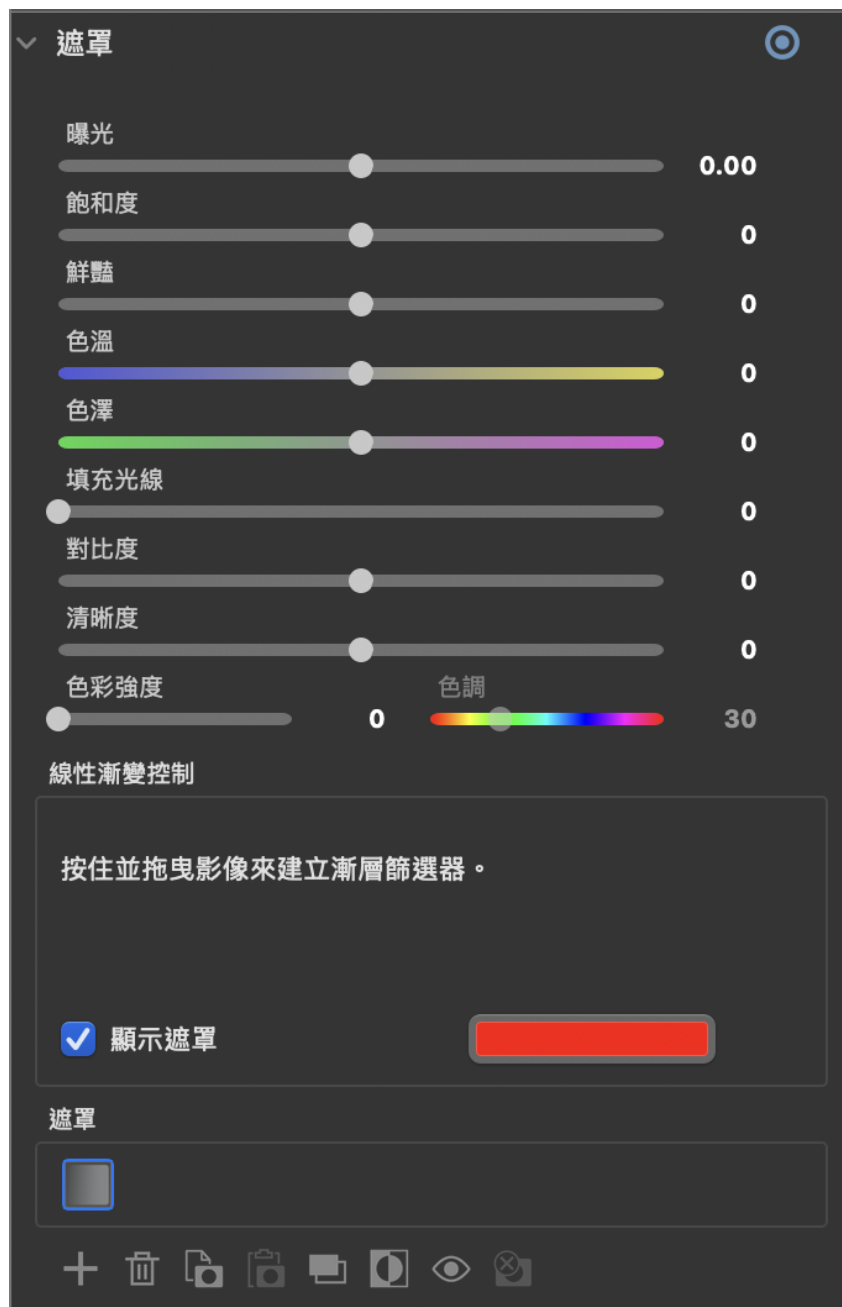 遮罩
曝光
0.00
飽和度
0
鮮豔
0
色溫
0
色澤
0
填充光線
0
對比度
0
清晰度
0
色彩強度 色調
0 30
線性漸變控制
按住並拖曳影像來建立漸層篩選器。
顯示遮罩
遮罩